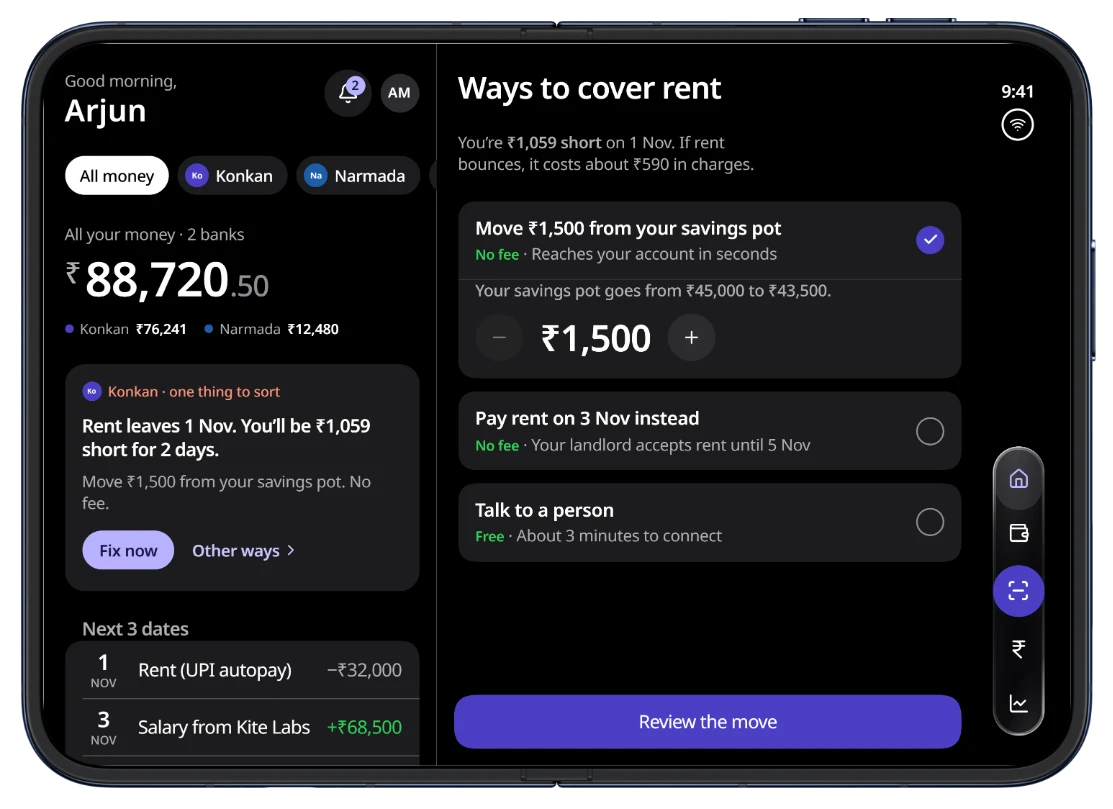 Good morning,
Arjun
2
AM
All money
Ko Konkan
Na Narmada
All your money · 2 banks
₹88,720.50
Konkan ₹76,241 Narmada ₹12,480
Ko Konkan · one thing to sort
Rent leaves 1 Nov. You’ll be ₹1,059
short for 2 days.
Move ₹1,500 from your savings pot. No
fee.
Fix now
Other ways
Next 3 dates
1 NOV Rent (UPI autopay) −₹32,000
3 NOV Salary from Kite Labs +₹68,500
Ways to cover rent
You’re ₹1,059 short on 1 Nov. If rent
bounces, it costs about ₹590 in charges.
Move ₹1,500 from your savings pot
No fee · Reaches your account in seconds
Your savings pot goes from ₹45,000 to ₹43,500.
− ₹1,500 +
Pay rent on 3 Nov instead
No fee · Your landlord accepts rent until 5 Nov
Talk to a person
Free · About 3 minutes to connect
Review the move
9:41
₹